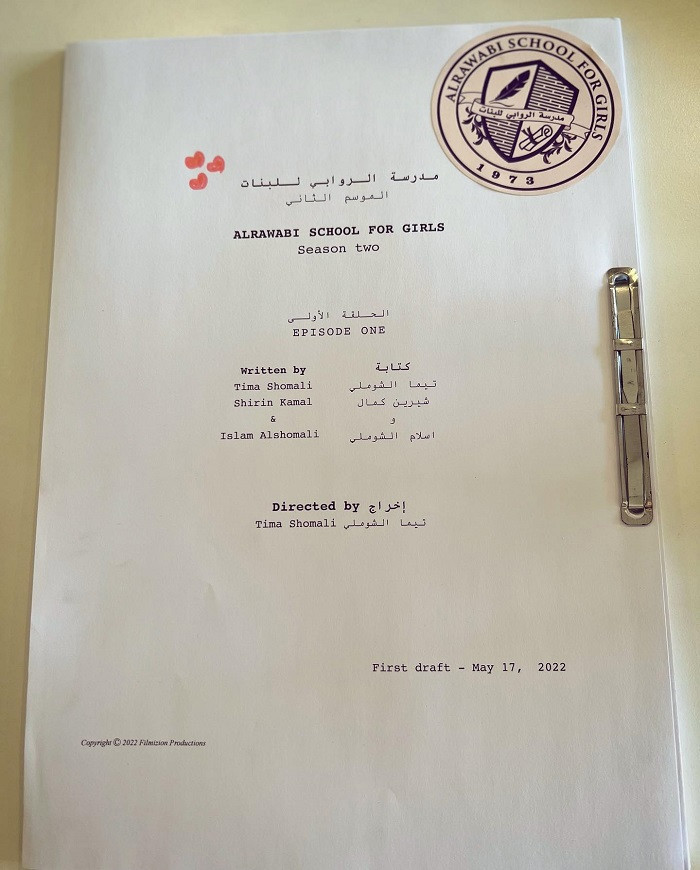 ALRAWABI SCHOOL FOR GIRLS
مدرسة الروابي للبنات
1973
مدرسة الروابي للبنات
الموسم الثاني
ALRAWABI SCHOOL FOR GIRLS
Season two
الحلقة الأولى
EPISODE ONE
Written by كتابة
Tima Shomali تيما الشوملي
Shirin Kamal شيرين كمال
& و
Islam Alshomali اسلام الشوملي
Directed by إخراج
Tima Shomali تيما الشوملي
First draft - May 17, 2022
Copyright © 2022 Filmizion Productions